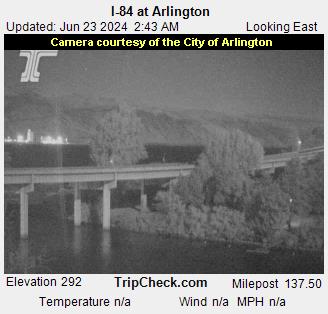 I-84 at Arlington
Updated: Jun 23 2024 2:43 AM Looking East
Camera courtesy of the City of Arlington
Elevation 292 TripCheck.com Milepost 137.50
Temperature n/a Wind n/a MPH n/a